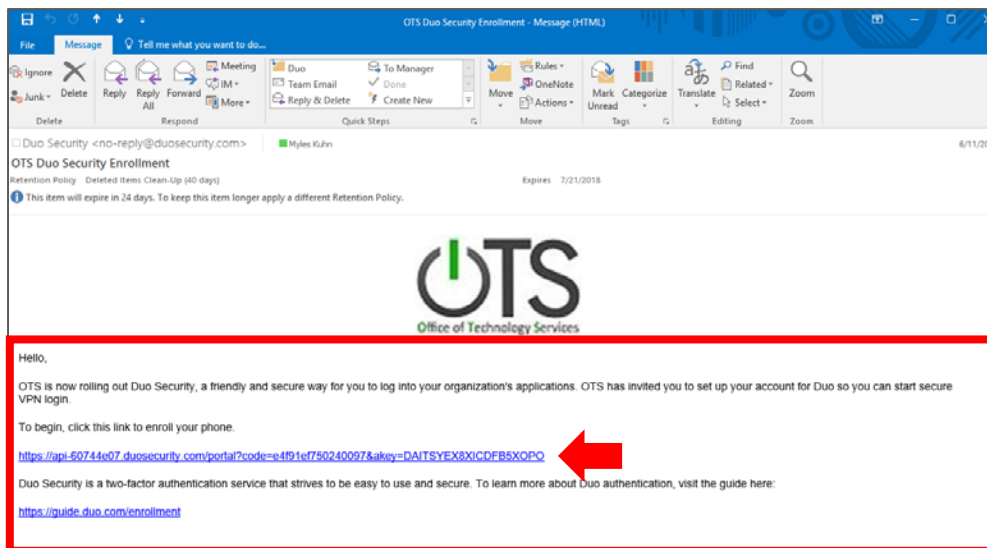 OTS Duo Security Enrollment - Message (HTML)
File Message Tell me what you want to do...
Ignore
Junk
Delete
Reply
Reply All
Forward
Meeting
IM
More
Duo
Team Email
Reply & Delete
To Manager
Done
Create New
Move
Rules
OneNote
Actions
Mark Unread
Categorize
Translate
Find
Related
Select
Zoom
Delete Respond Quick Steps Move Tags Editing Zoom
Duo Security <no-reply@duosecurity.com> Myles Kuhn 6/11/20
OTS Duo Security Enrollment
Retention Policy Deleted Items Clean-Up (40 days) Expires 7/21/2018
This item will expire in 24 days. To keep this item longer apply a different Retention Policy.
OTS
Office of Technology Services
Hello,
OTS is now rolling out Duo Security, a friendly and secure way for you to log into your organization's applications. OTS has invited you to set up your account for Duo so you can start secure
VPN login.
To begin, click this link to enroll your phone.
https://api-60744e07.duosecurity.com/portal?code=e4f91ef750240097&akey=DAITSYEX8XICDFB5XOPO
Duo Security is a two-factor authentication service that strives to be easy to use and secure. To learn more about Duo authentication, visit the guide here:
https://guide.duo.com/enrollment